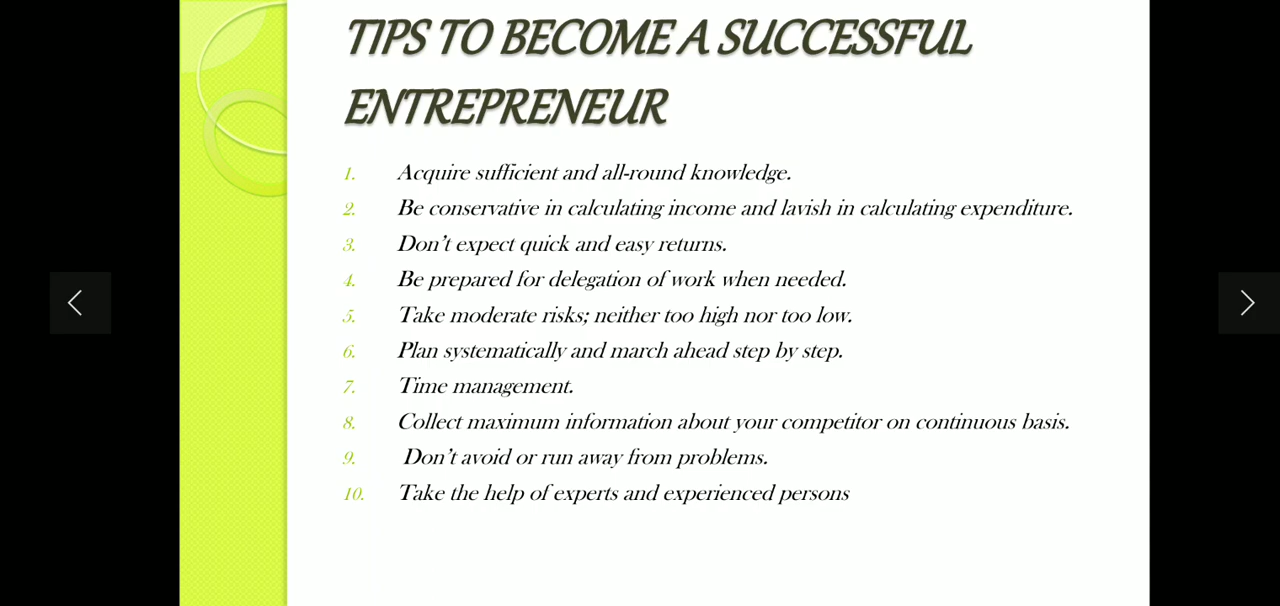 TIPS TO BECOME A SUCCESSFUL
ENTREPRENEUR
1. Acquire sufficient and all-round knowledge.
2. Be conservative in calculating income and lavish in calculating expenditure.
3. Don't expect quick and easy returns.
4. Be prepared for delegation of work when needed.
5. Take moderate risks; neither too high nor too low.
6. Plan systematically and march ahead step by step.
7. Time management.
8. Collect maximum information about your competitor on continuous basis.
9. Don't avoid or run away from problems.
10. Take the help of experts and experienced persons